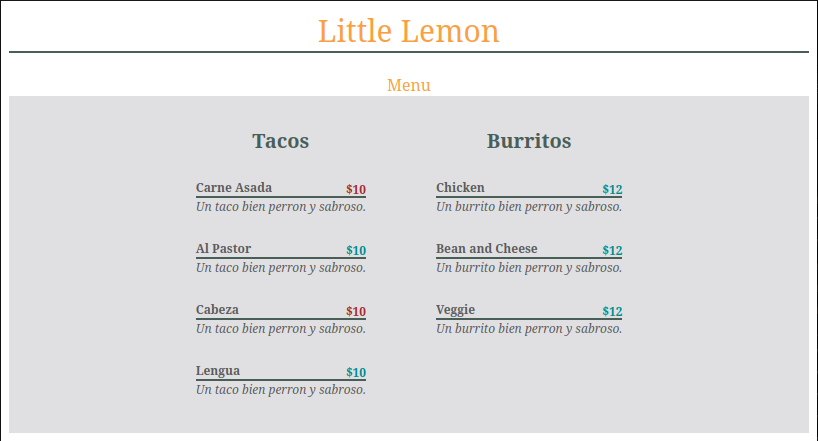 Little Lemon
Menu
Tacos
Carne Asada $10
Un taco bien perron y sabroso.
Al Pastor $10
Un taco bien perron y sabroso.
Cabeza $10
Un taco bien perron y sabroso.
Lengua $10
Un taco bien perron y sabroso.
Burritos
Chicken $12
Un burrito bien perron y sabroso.
Bean and Cheese $12
Un burrito bien perron y sabroso.
Veggie $12
Un burrito bien perron y sabroso.